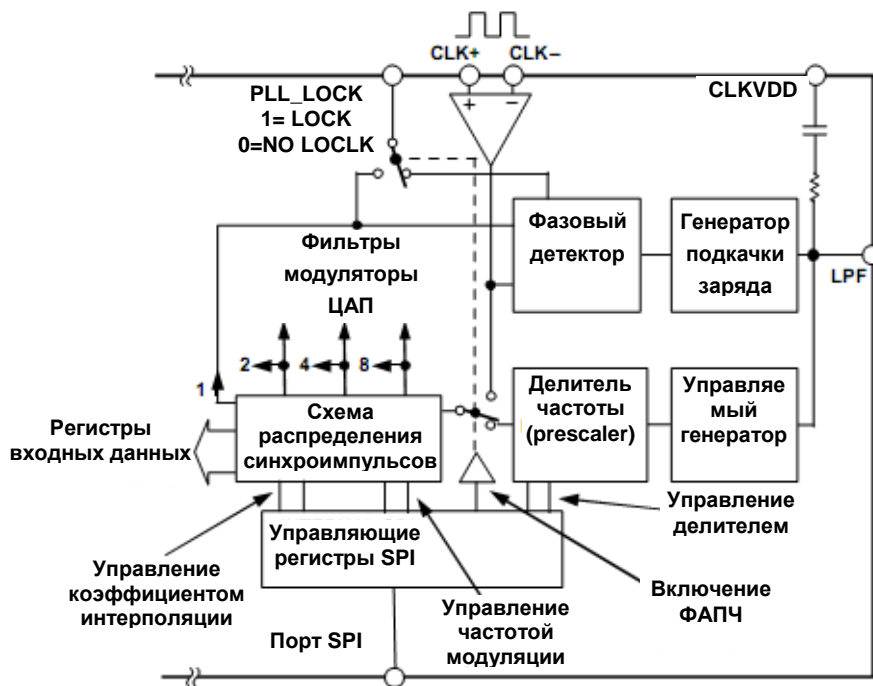 CLK+ CLK–
PLL_LOCK
1= LOCK
0=NO LOCLK
CLKVDD
+ –
Фазовый
детектор
Генератор
подкачки
заряда
LPF
Фильтры
модуляторы
ЦАП
1
2
4
8
Регистры
входных данных
Схема
распределения
синхроимпульсов
Делитель
частоты
(prescaler)
Управляе
мый
генератор
Управляющие
регистры SPI
Управление
делителем
Управление
коэффициентом
интерполяции
Порт SPI
Управление
частотой
модуляции
Включение
ФАПЧ